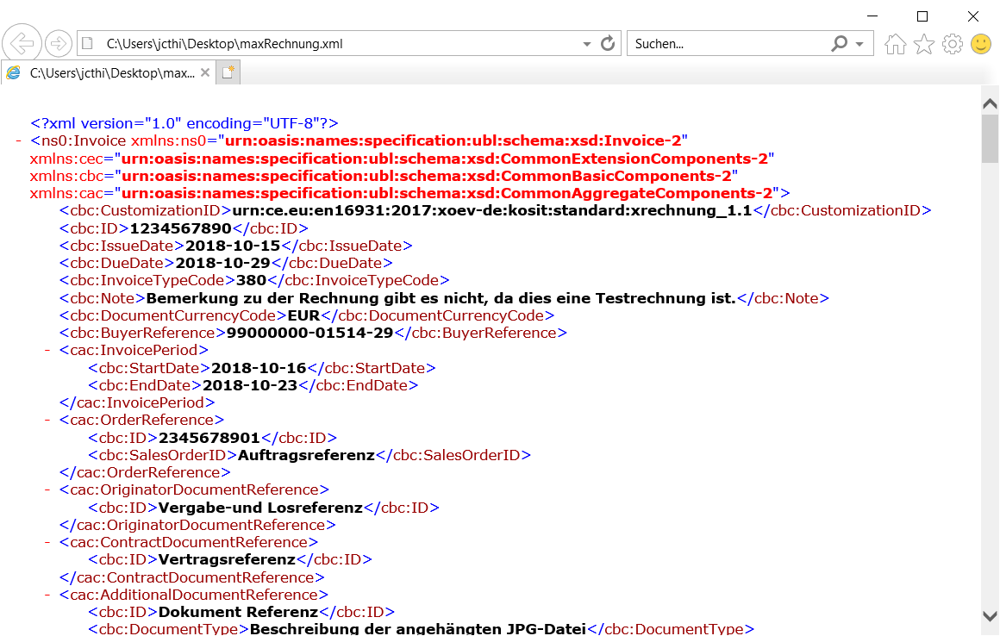 C:\Users\jcthi\Desktop\maxRechnung.xml
Suchen...
C:\Users\jcthi\Desktop\max...
<?xml version="1.0" encoding="UTF-8"?>
- <ns0:Invoice xmlns:ns0="urn:oasis:names:specification:ubl:schema:xsd:Invoice-2"
xmlns:cec="urn:oasis:names:specification:ubl:schema:xsd:CommonExtensionComponents-2"
xmlns:cbc="urn:oasis:names:specification:ubl:schema:xsd:CommonBasicComponents-2"
xmlns:cac="urn:oasis:names:specification:ubl:schema:xsd:CommonAggregateComponents-2">
<cbc:CustomizationID>urn:ce.eu:en16931:2017:xoev-de:kosit:standard:xrechnung_1.1</cbc:CustomizationID>
<cbc:ID>1234567890</cbc:ID>
<cbc:IssueDate>2018-10-15</cbc:IssueDate>
<cbc:DueDate>2018-10-29</cbc:DueDate>
<cbc:InvoiceTypeCode>380</cbc:InvoiceTypeCode>
<cbc:Note>Bemerkung zu der Rechnung gibt es nicht, da dies eine Testrechnung ist.</cbc:Note>
<cbc:DocumentCurrencyCode>EUR</cbc:DocumentCurrencyCode>
<cbc:BuyerReference>99000000-01514-29</cbc:BuyerReference>
- <cac:InvoicePeriod>
<cbc:StartDate>2018-10-16</cbc:StartDate>
<cbc:EndDate>2018-10-23</cbc:EndDate>
</cac:InvoicePeriod>
- <cac:OrderReference>
<cbc:ID>2345678901</cbc:ID>
<cbc:SalesOrderID>Auftragsreferenz</cbc:SalesOrderID>
</cac:OrderReference>
- <cac:OriginatorDocumentReference>
<cbc:ID>Vergabe-und Losreferenz</cbc:ID>
</cac:OriginatorDocumentReference>
- <cac:ContractDocumentReference>
<cbc:ID>Vertragsreferenz</cbc:ID>
</cac:ContractDocumentReference>
- <cac:AdditionalDocumentReference>
<cbc:ID>Dokument Referenz</cbc:ID>
<cbc:DocumentType>Beschreibung der angehängten JPG-Datei</cbc:DocumentType>